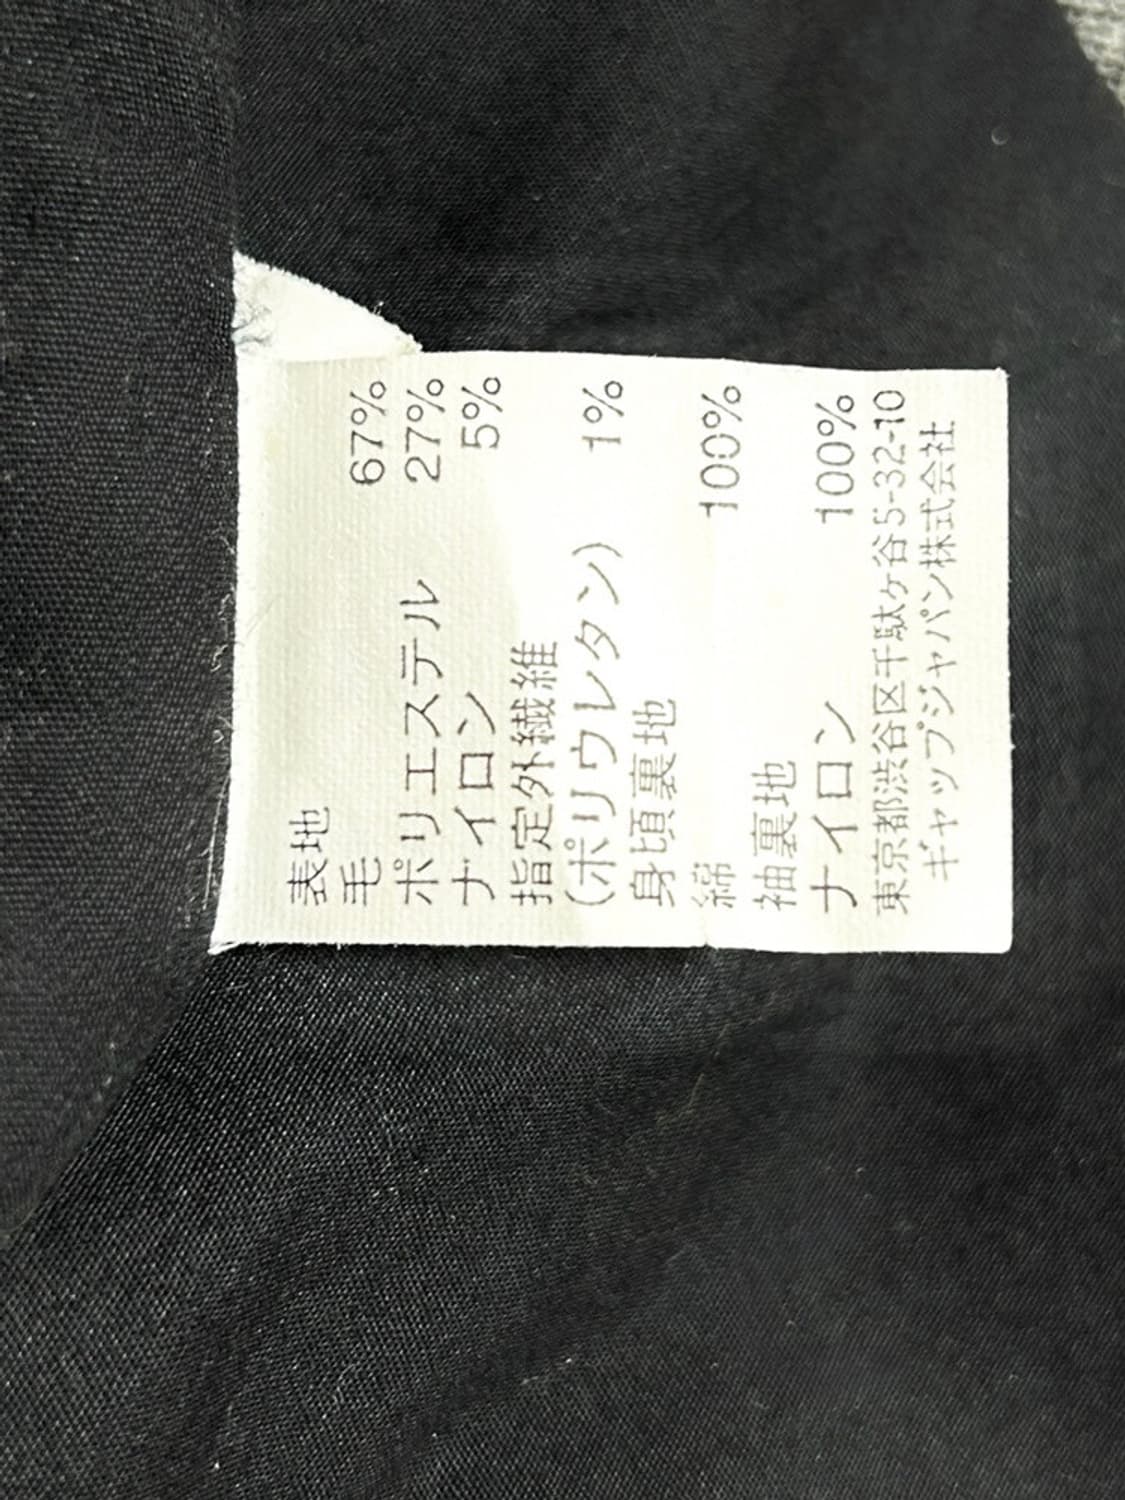 表地
毛 67%
ポリエステル 27%
ナイロン 5%
指定外繊維
(ポリウレタン) 1%
身頃裏地
綿 100%
袖裏地
ナイロン 100%
東京都渋谷区千駄ヶ谷5-32-10
ギャップジャパン株式会社